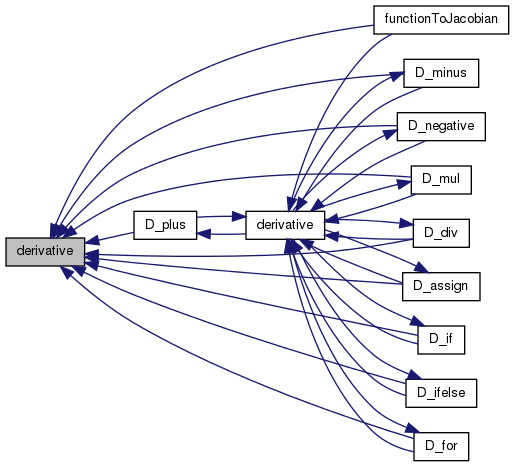 functionToJacobian
D_minus
D_negative
D_mul
D_plus
derivative
D_div
derivative
D_assign
D_if
D_ifelse
D_for